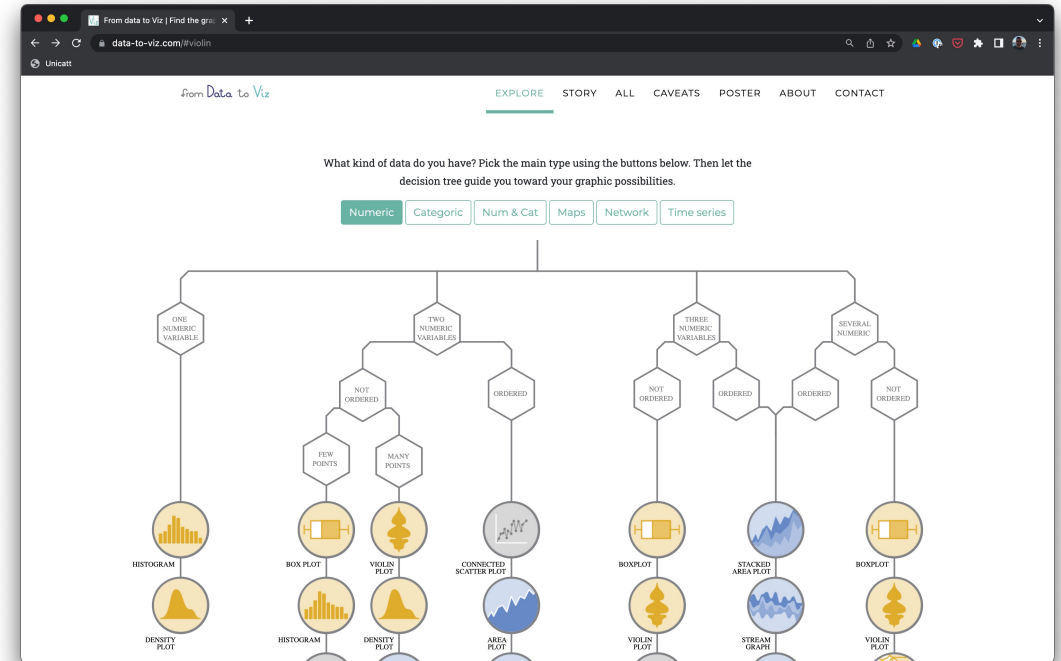 From data to Viz | Find the grap
data-to-viz.com/#violin
Unicatt
from Data to Viz
EXPLORE STORY ALL CAVEATS POSTER ABOUT CONTACT
What kind of data do you have? Pick the main type using the buttons below. Then let the
decision tree guide you toward your graphic possibilities.
Numeric Categoric Num & Cat Maps Network Time series
ONE
NUMERIC
VARIABLE
TWO
NUMERIC
VARIABLES
THREE
NUMERIC
VARIABLES
SEVERAL
NUMERIC
NOT
ORDERED
ORDERED
NOT
ORDERED
ORDERED
ORDERED
NOT
ORDERED
FEW
POINTS
MANY
POINTS
HISTOGRAM
BOX PLOT
VIOLIN
PLOT
CONNECTED
SCATTER PLOT
BOXPLOT
STACKED
AREA PLOT
BOXPLOT
DENSITY
PLOT
HISTOGRAM
DENSITY
PLOT
AREA
PLOT
VIOLIN
PLOT
STREAM
GRAPH
VIOLIN
PLOT